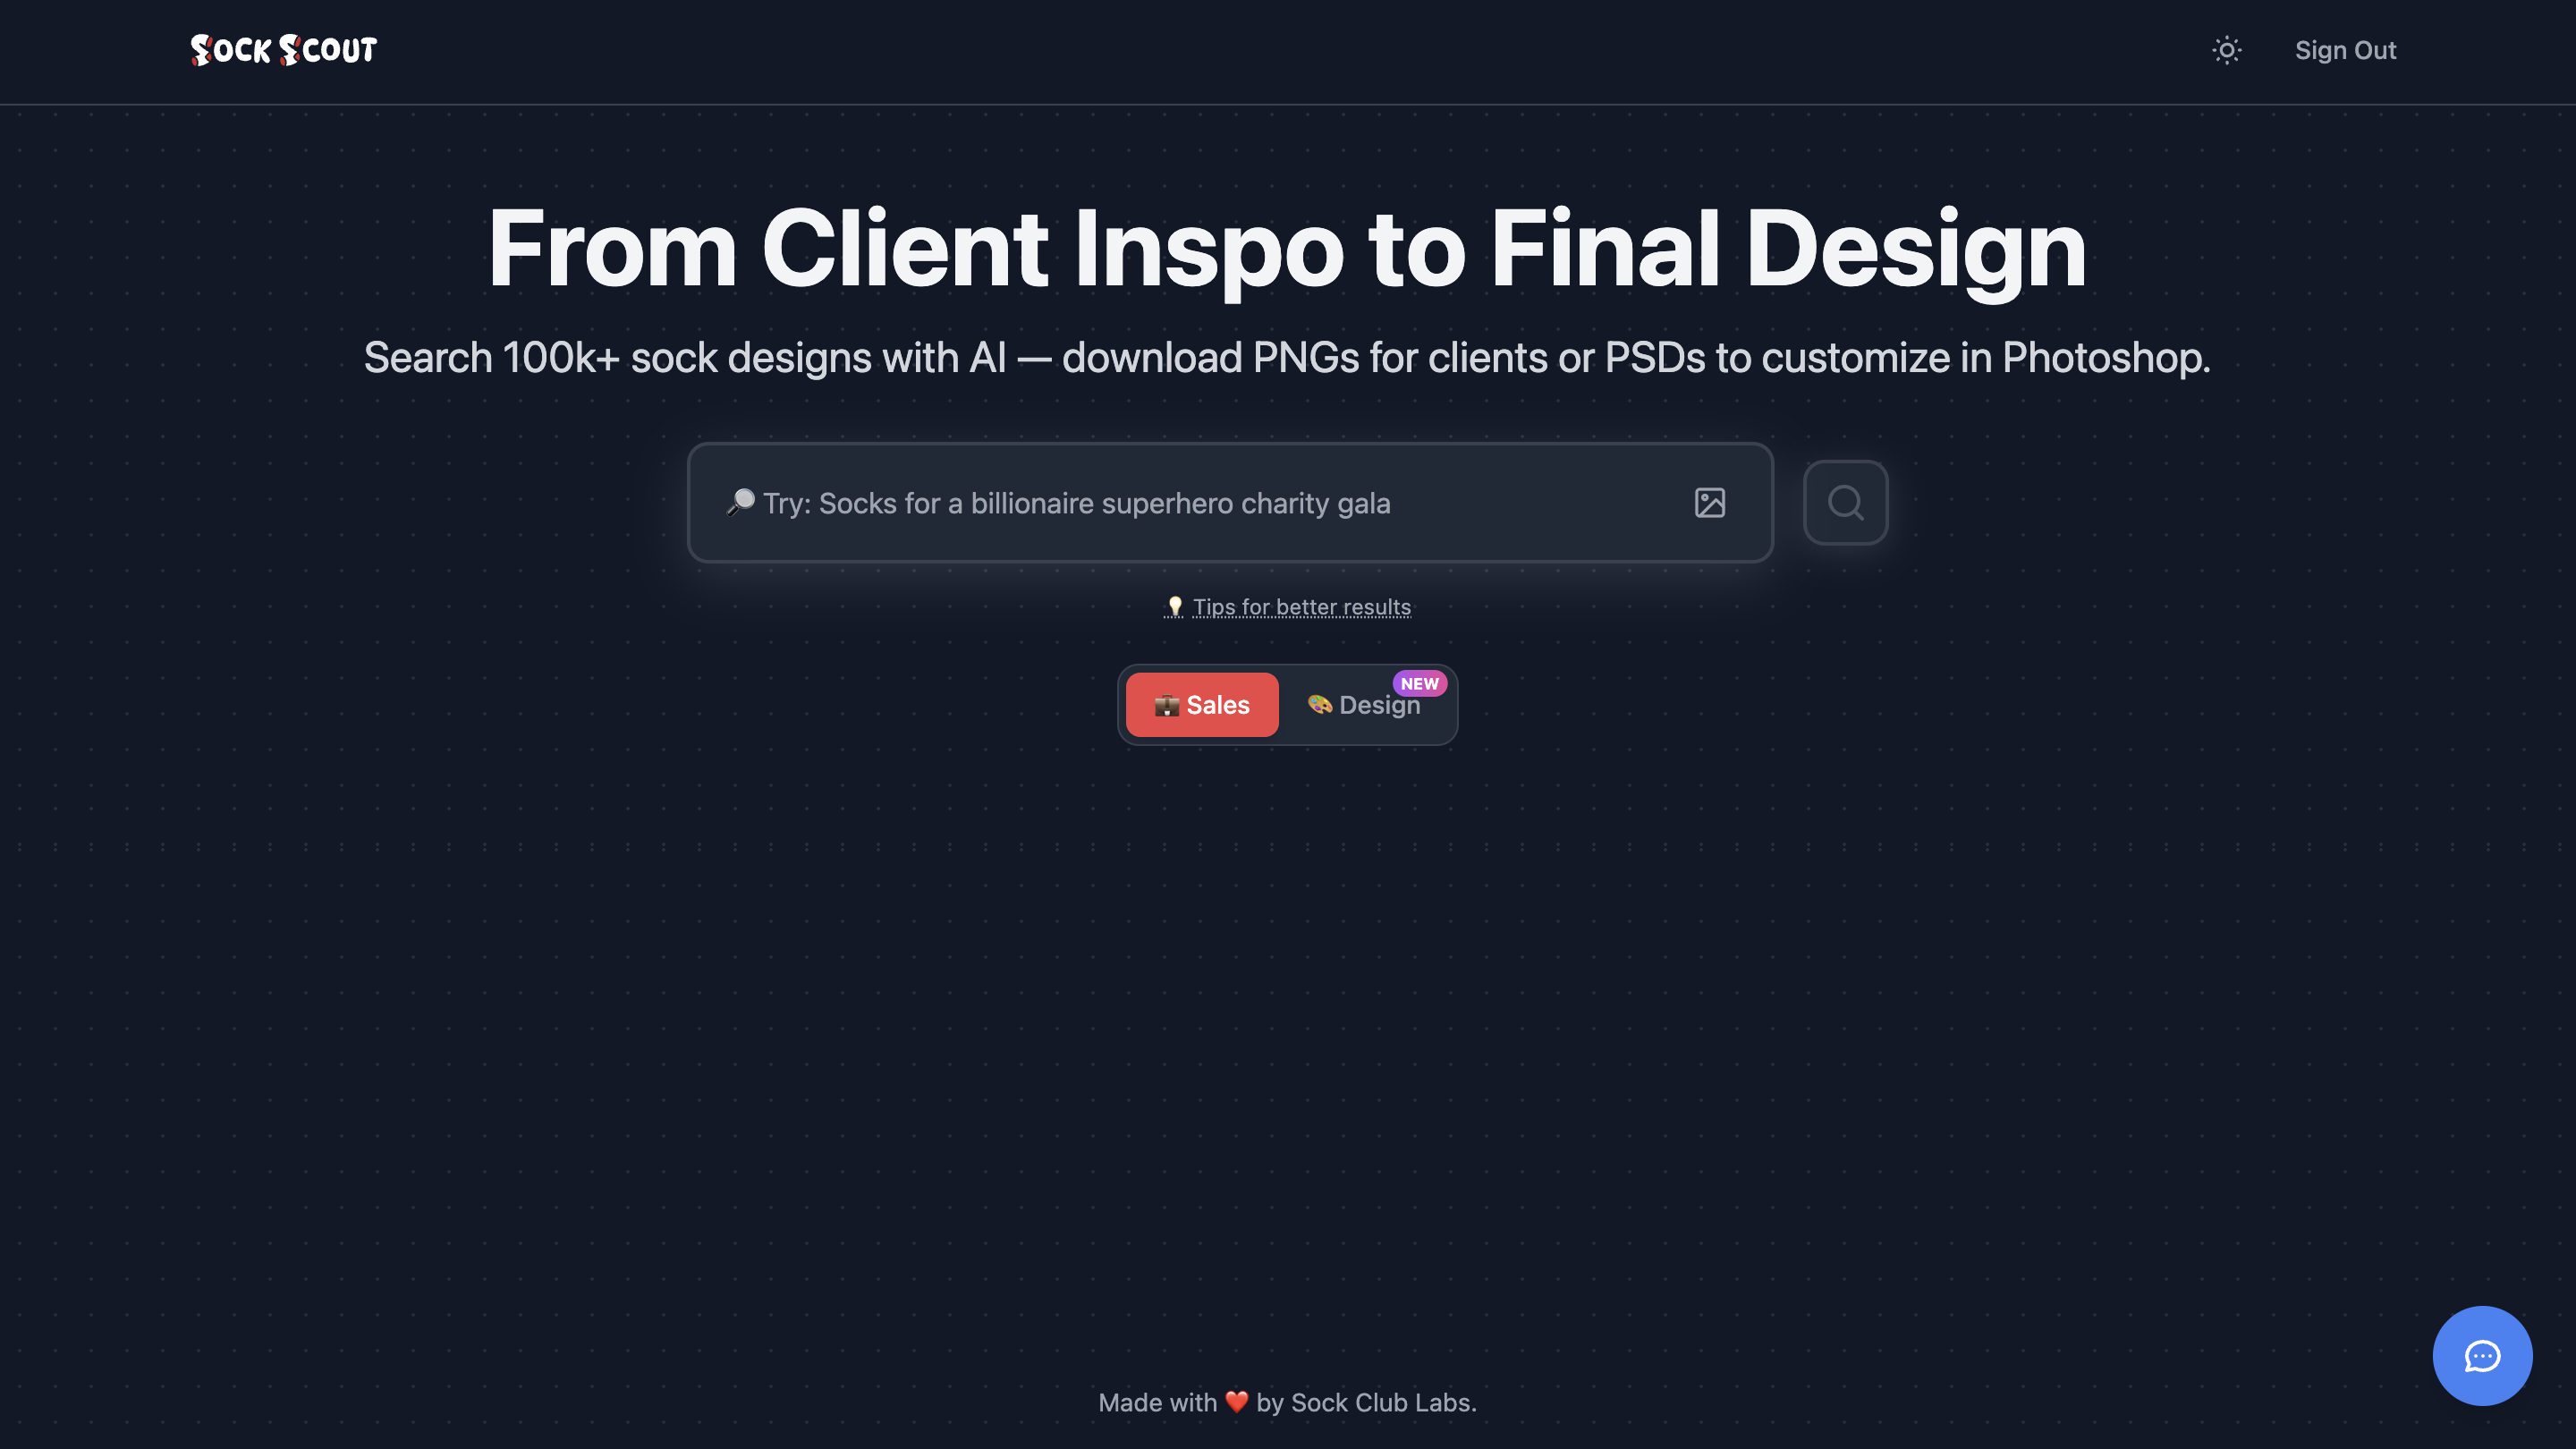 SOCK SCOUT
Sign Out
From Client Inspo to Final Design
Search 100k+ sock designs with AI — download PNGs for clients or PSDs to customize in Photoshop.
🔎 Try: Socks for a billionaire superhero charity gala
💡 Tips for better results
💼 Sales
🎨 Design
NEW
Made with ❤️ by Sock Club Labs.